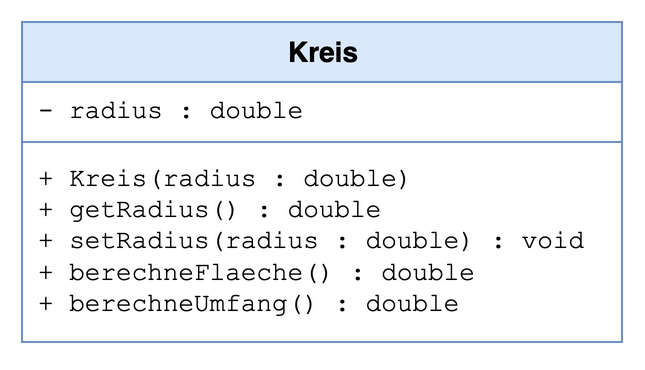 Kreis
- radius : double
+ Kreis(radius : double)
+ getRadius() : double
+ setRadius(radius : double) : void
+ berechneFlaeche() : double
+ berechneUmfang() : double